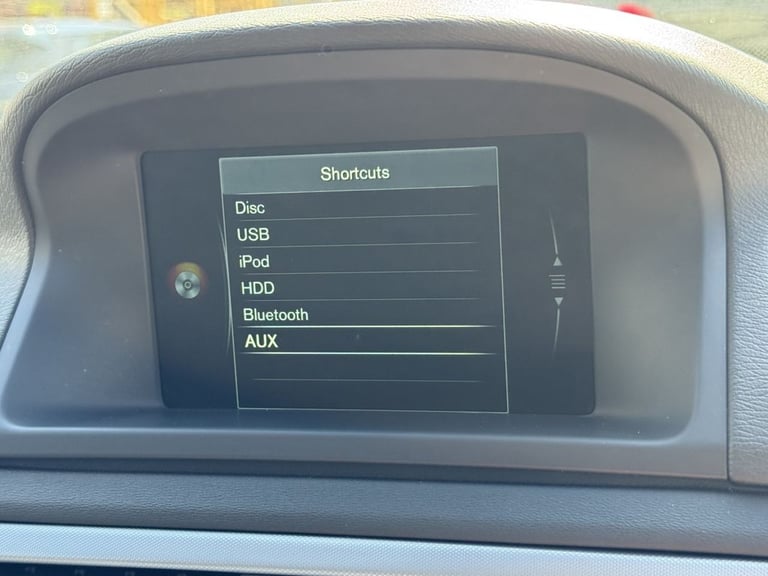 Shortcuts
Disc
USB
iPod
HDD
Bluetooth
AUX